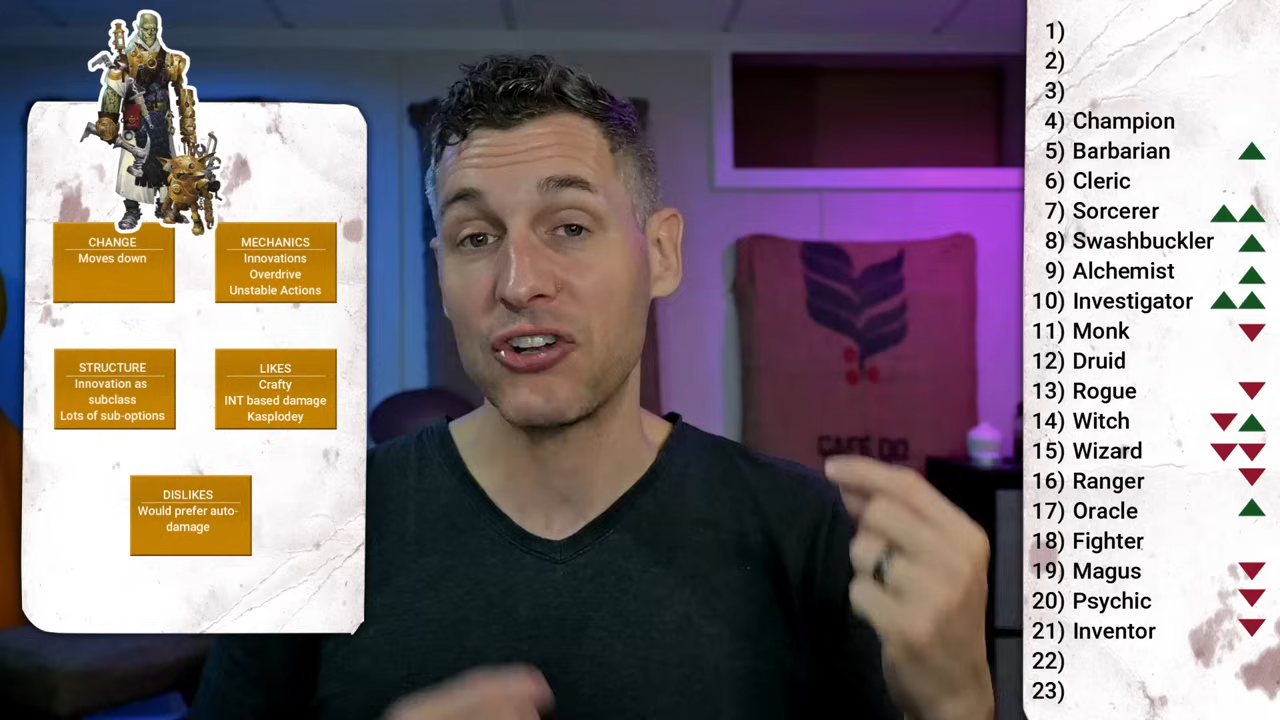 CHANGE
Moves down
MECHANICS
Innovations
Overdrive
Unstable Actions
STRUCTURE
Innovation as
subclass
Lots of sub-options
LIKES
Crafty
INT based damage
Kasplodey
DISLIKES
Would prefer auto-
damage
CAFÉ DO
1)
2)
3)
4) Champion
5) Barbarian
6) Cleric
7) Sorcerer
8) Swashbuckler
9) Alchemist
10) Investigator
11) Monk
12) Druid
13) Rogue
14) Witch
15) Wizard
16) Ranger
17) Oracle
18) Fighter
19) Magus
20) Psychic
21) Inventor
22)
23)